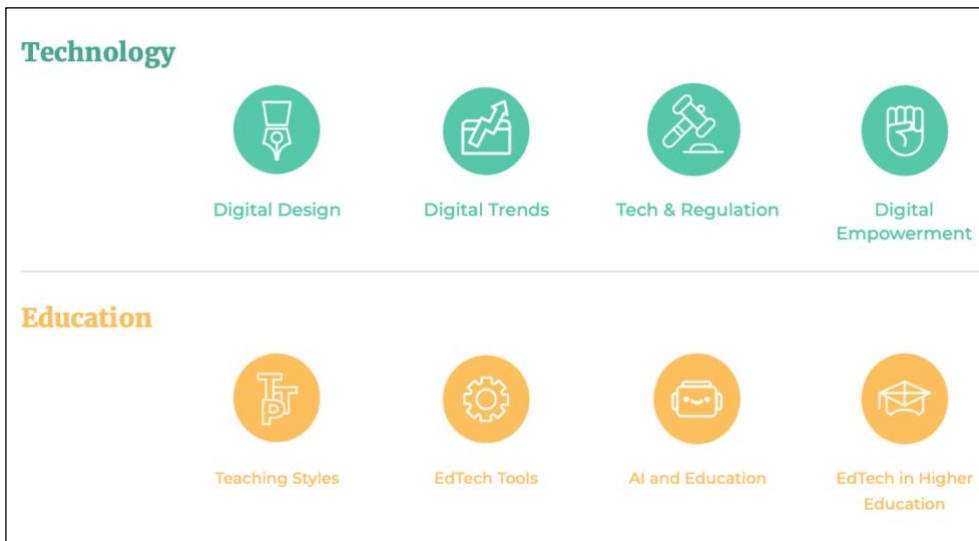 Technology
Digital Design
Digital Trends
Tech & Regulation
Digital
Empowerment
Education
TTP
Teaching Styles
EdTech Tools
AI and Education
EdTech in Higher
Education